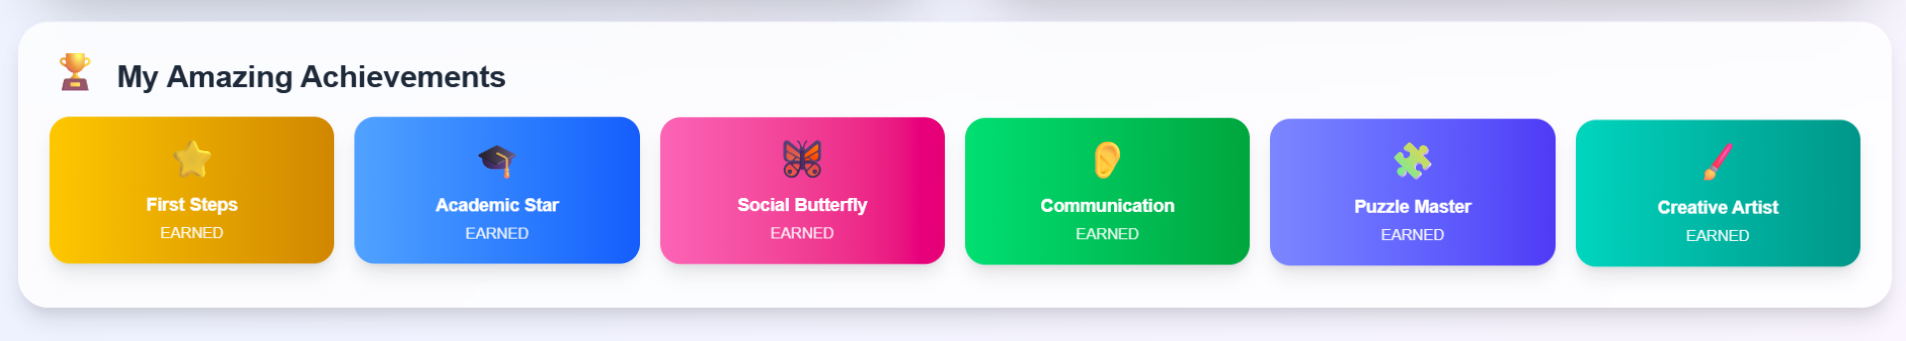 My Amazing Achievements
First Steps
EARNED
Academic Star
EARNED
Social Butterfly
EARNED
Communication
EARNED
Puzzle Master
EARNED
Creative Artist
EARNED